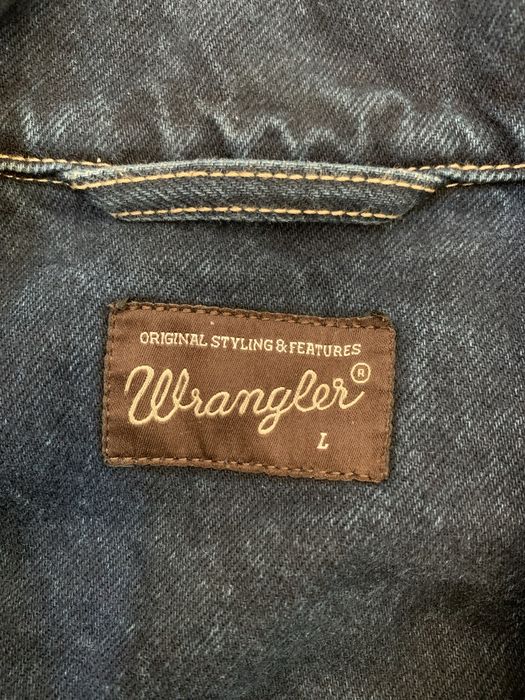 ORIGINAL STYLING & FEATURES
Wrangler®
L